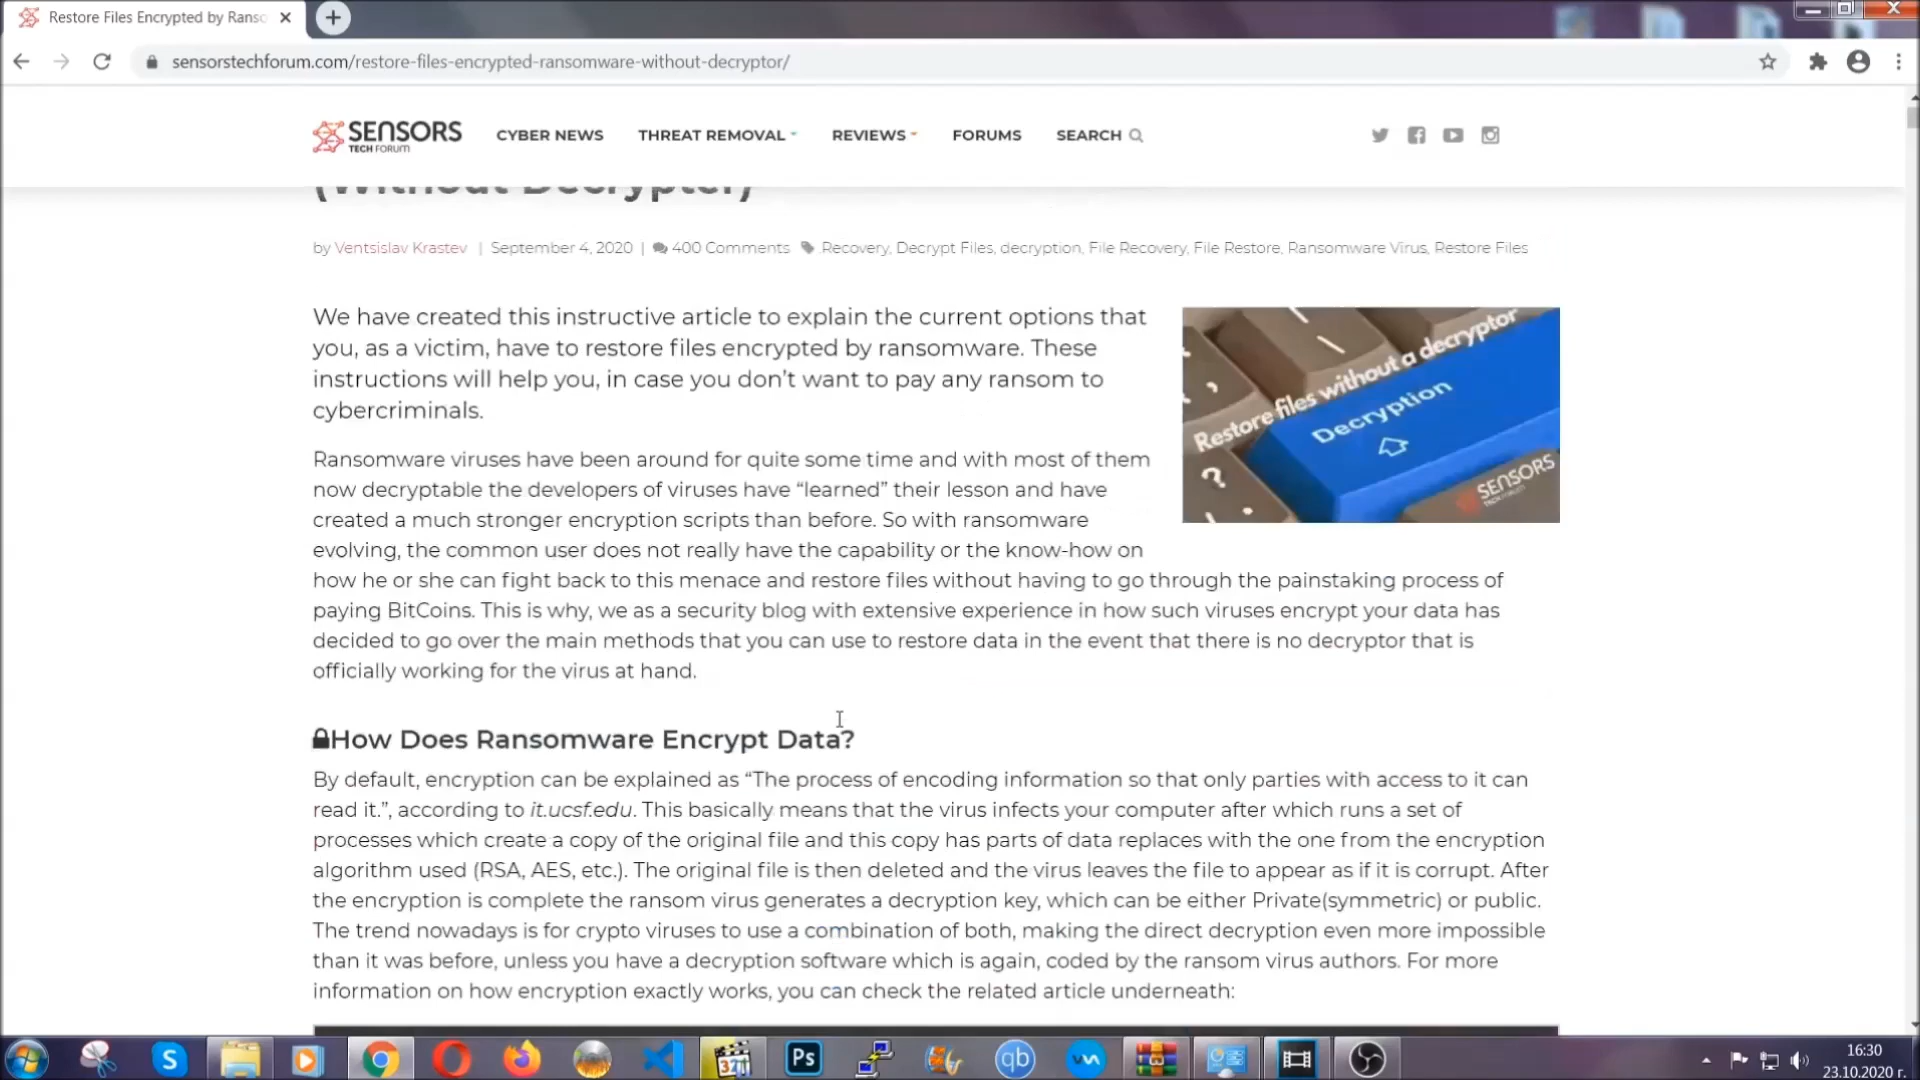 Restore Files Encrypted by Ranso
sensorstechforum.com/restore-files-encrypted-ransomware-without-decryptor/
SENSORS
TECH FORUM
CYBER NEWS THREAT REMOVAL REVIEWS FORUMS SEARCH
(Without Decrypter)
by Ventsislav Krastev | September 4, 2020 | 400 Comments Recovery, Decrypt Files, decryption, File Recovery, File Restore, Ransomware Virus, Restore Files
We have created this instructive article to explain the current options that
you, as a victim, have to restore files encrypted by ransomware. These
instructions will help you, in case you don’t want to pay any ransom to
cybercriminals.
Restore files without a decryptor
Decryption
SENSORS
Ransomware viruses have been around for quite some time and with most of them
now decryptable the developers of viruses have “learned” their lesson and have
created a much stronger encryption scripts than before. So with ransomware
evolving, the common user does not really have the capability or the know-how on
how he or she can fight back to this menace and restore files without having to go through the painstaking process of
paying BitCoins. This is why, we as a security blog with extensive experience in how such viruses encrypt your data has
decided to go over the main methods that you can use to restore data in the event that there is no decryptor that is
officially working for the virus at hand.
How Does Ransomware Encrypt Data?
By default, encryption can be explained as “The process of encoding information so that only parties with access to it can
read it.”, according to it.ucsf.edu. This basically means that the virus infects your computer after which runs a set of
processes which create a copy of the original file and this copy has parts of data replaces with the one from the encryption
algorithm used (RSA, AES, etc.). The original file is then deleted and the virus leaves the file to appear as if it is corrupt. After
the encryption is complete the ransom virus generates a decryption key, which can be either Private(symmetric) or public.
The trend nowadays is for crypto viruses to use a combination of both, making the direct decryption even more impossible
than it was before, unless you have a decryption software which is again, coded by the ransom virus authors. For more
information on how encryption exactly works, you can check the related article underneath:
S
321
Ps
qb
16:30
23.10.2020 г.